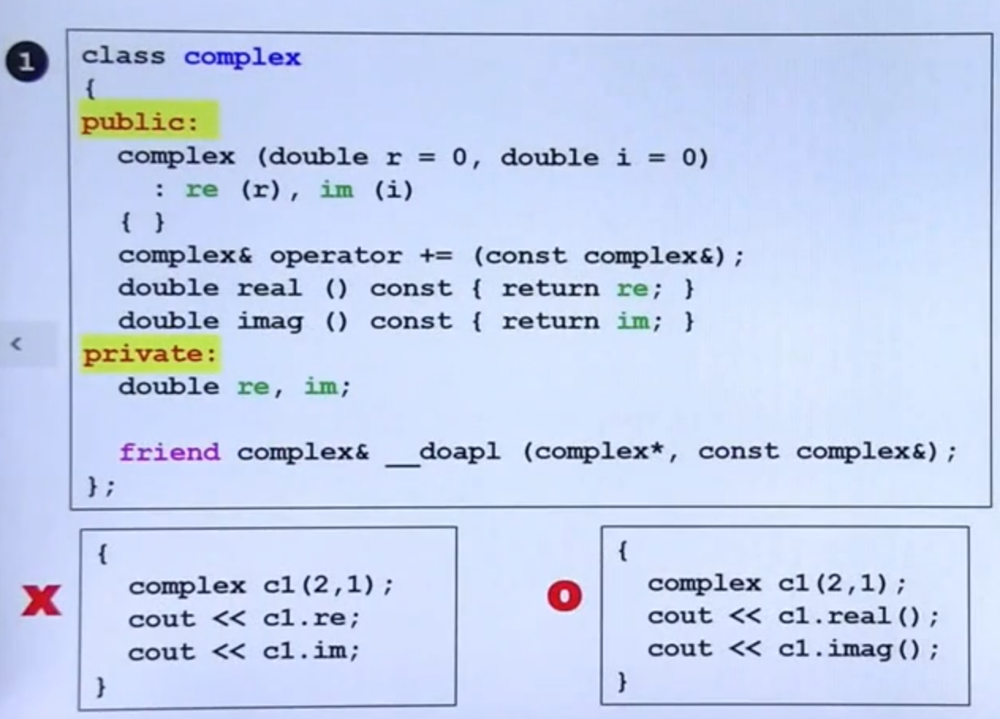 1
class complex
{
public:
  complex (double r = 0, double i = 0)
    : re (r), im (i)
  { }
  complex& operator += (const complex&);
  double real () const { return re; }
  double imag () const { return im; }
private:
  double re, im;
  friend complex& __doapl (complex*, const complex&);
};
X
{
  complex c1(2,1);
  cout << c1.re;
  cout << c1.im;
}
O
{
  complex c1(2,1);
  cout << c1.real();
  cout << c1.imag();
}